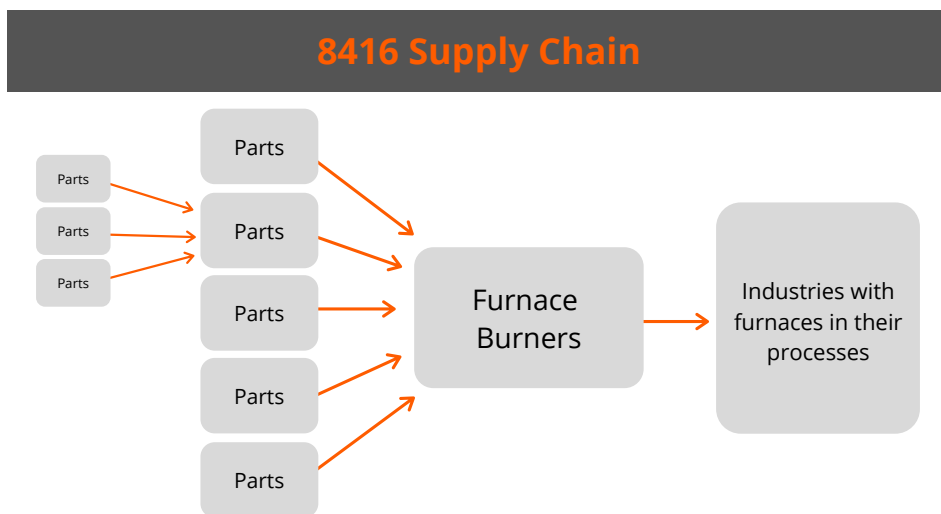 8416 Supply Chain
Parts
Parts
Parts
Parts
Parts
Parts
Parts
Parts
Furnace
Burners
Industries with
furnaces in their
processes